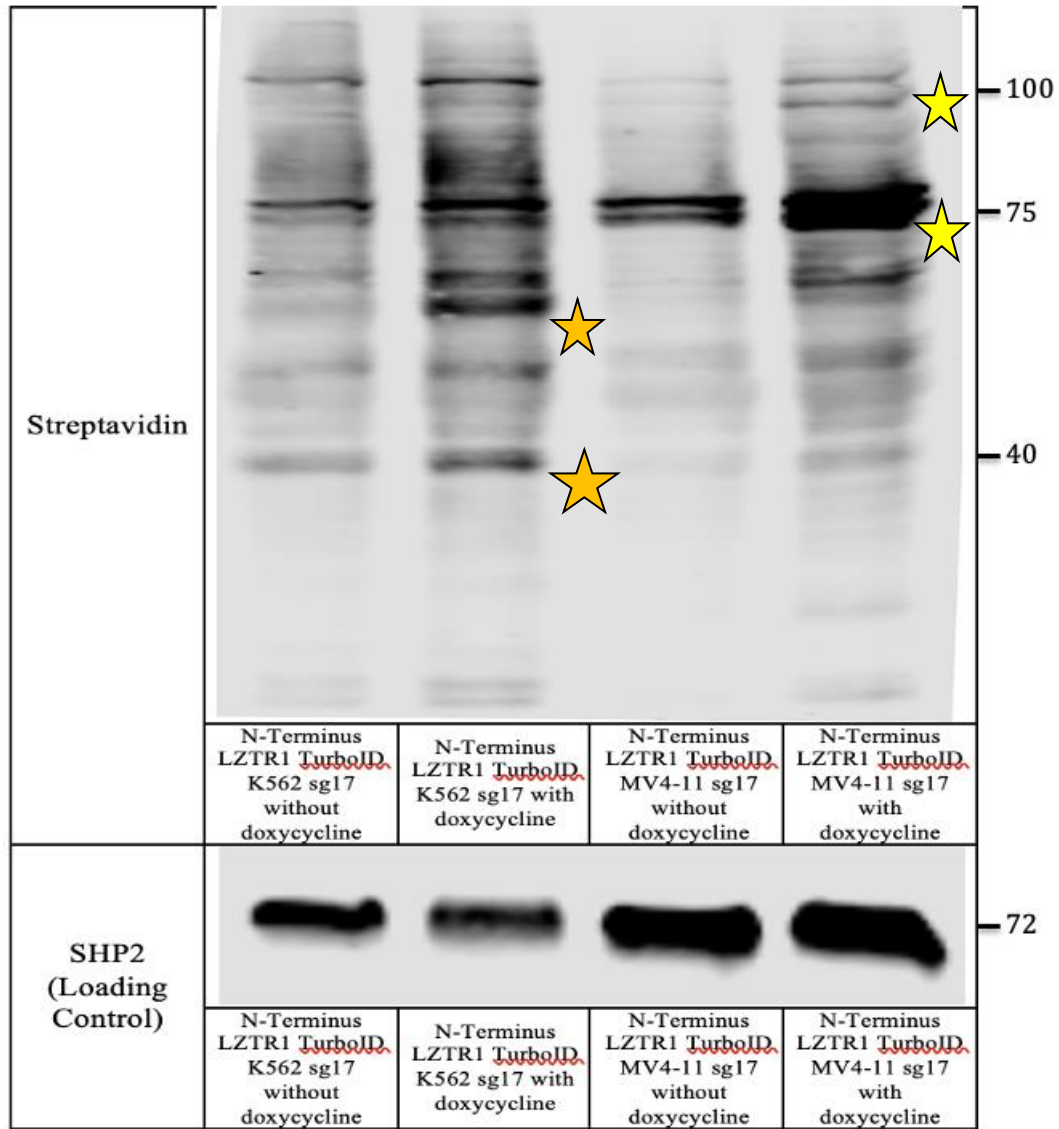 100
75
Streptavidin
40
N-Terminus
LZTR1 TurboID
K562 sg17
without
doxycycline
N-Terminus
LZTR1 TurboID
K562 sg17 with
doxycycline
N-Terminus
LZTR1 TurboID
MV4-11 sg17
without
doxycycline
N-Terminus
LZTR1 TurboID
MV4-11 sg17
with
doxycycline
SHP2
(Loading
Control)
72
N-Terminus
LZTR1 TurboID
K562 sg17
without
doxycycline
N-Terminus
LZTR1 TurboID
K562 sg17 with
doxycycline
N-Terminus
LZTR1 TurboID
MV4-11 sg17
without
doxycycline
N-Terminus
LZTR1 TurboID
MV4-11 sg17
with
doxycycline